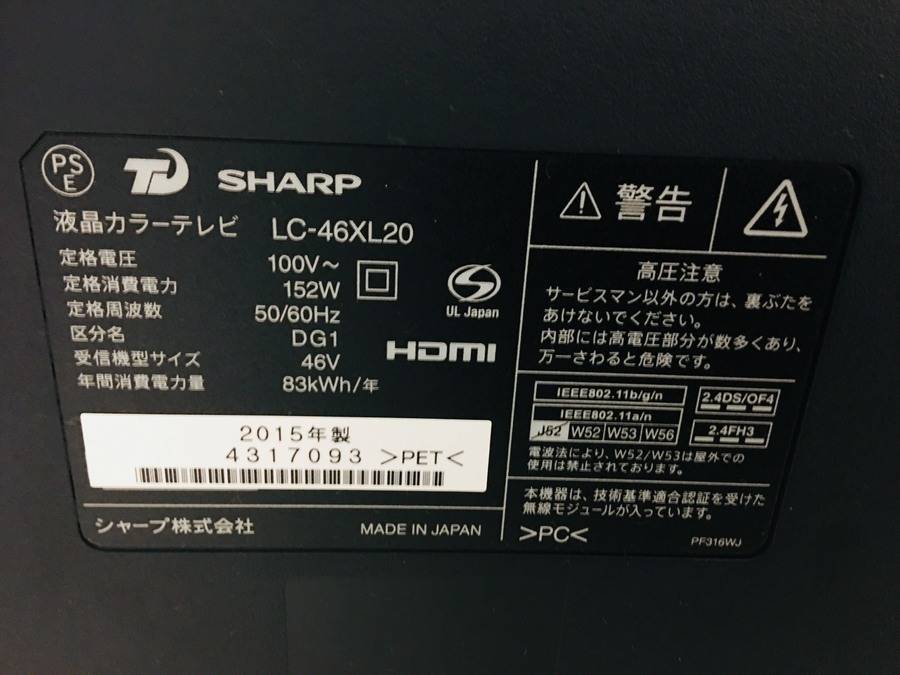 PS
E
SHARP
液晶カラーテレビ LC-46XL20
定格電圧 100V～
定格消費電力 152W
定格周波数 50/60Hz
区分名 DG1
受信機型サイズ 46V
年間消費電力量 83kWh/年
UL Japan
HDMI
2015年製
4317093 >PET<
シャープ株式会社 MADE IN JAPAN
警告
高圧注意
サービスマン以外の方は、裏ぶたを
あけないでください。
内部には高電圧部分が数多くあり、
万一さわると危険です。
IEEE802.11b/g/n
IEEE802.11a/n
J52 W52 W53 W56
2.4DS/OF4
2.4FH3
電波法により、W52/W53は屋外での
使用は禁止されております。
本機器は、技術基準適合認証を受けた
無線モジュールが入っています。
>PC<
PF316WJ